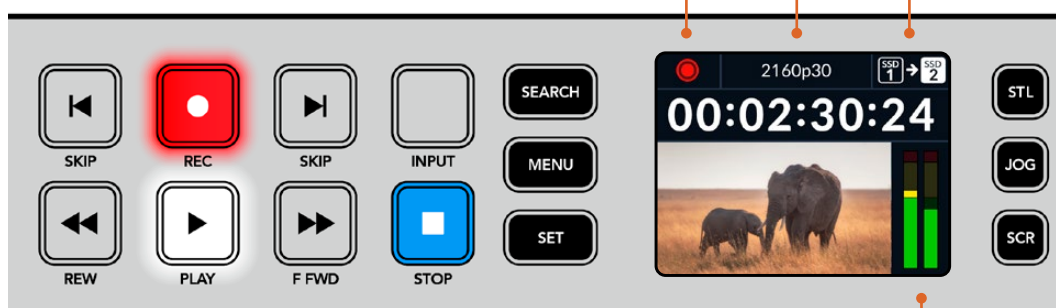 SKIP
REC
SKIP
INPUT
REW
PLAY
F FWD
STOP
SEARCH
MENU
SET
2160p30
SSD
1
SSD
2
00:02:30:24
STL
JOG
SCR